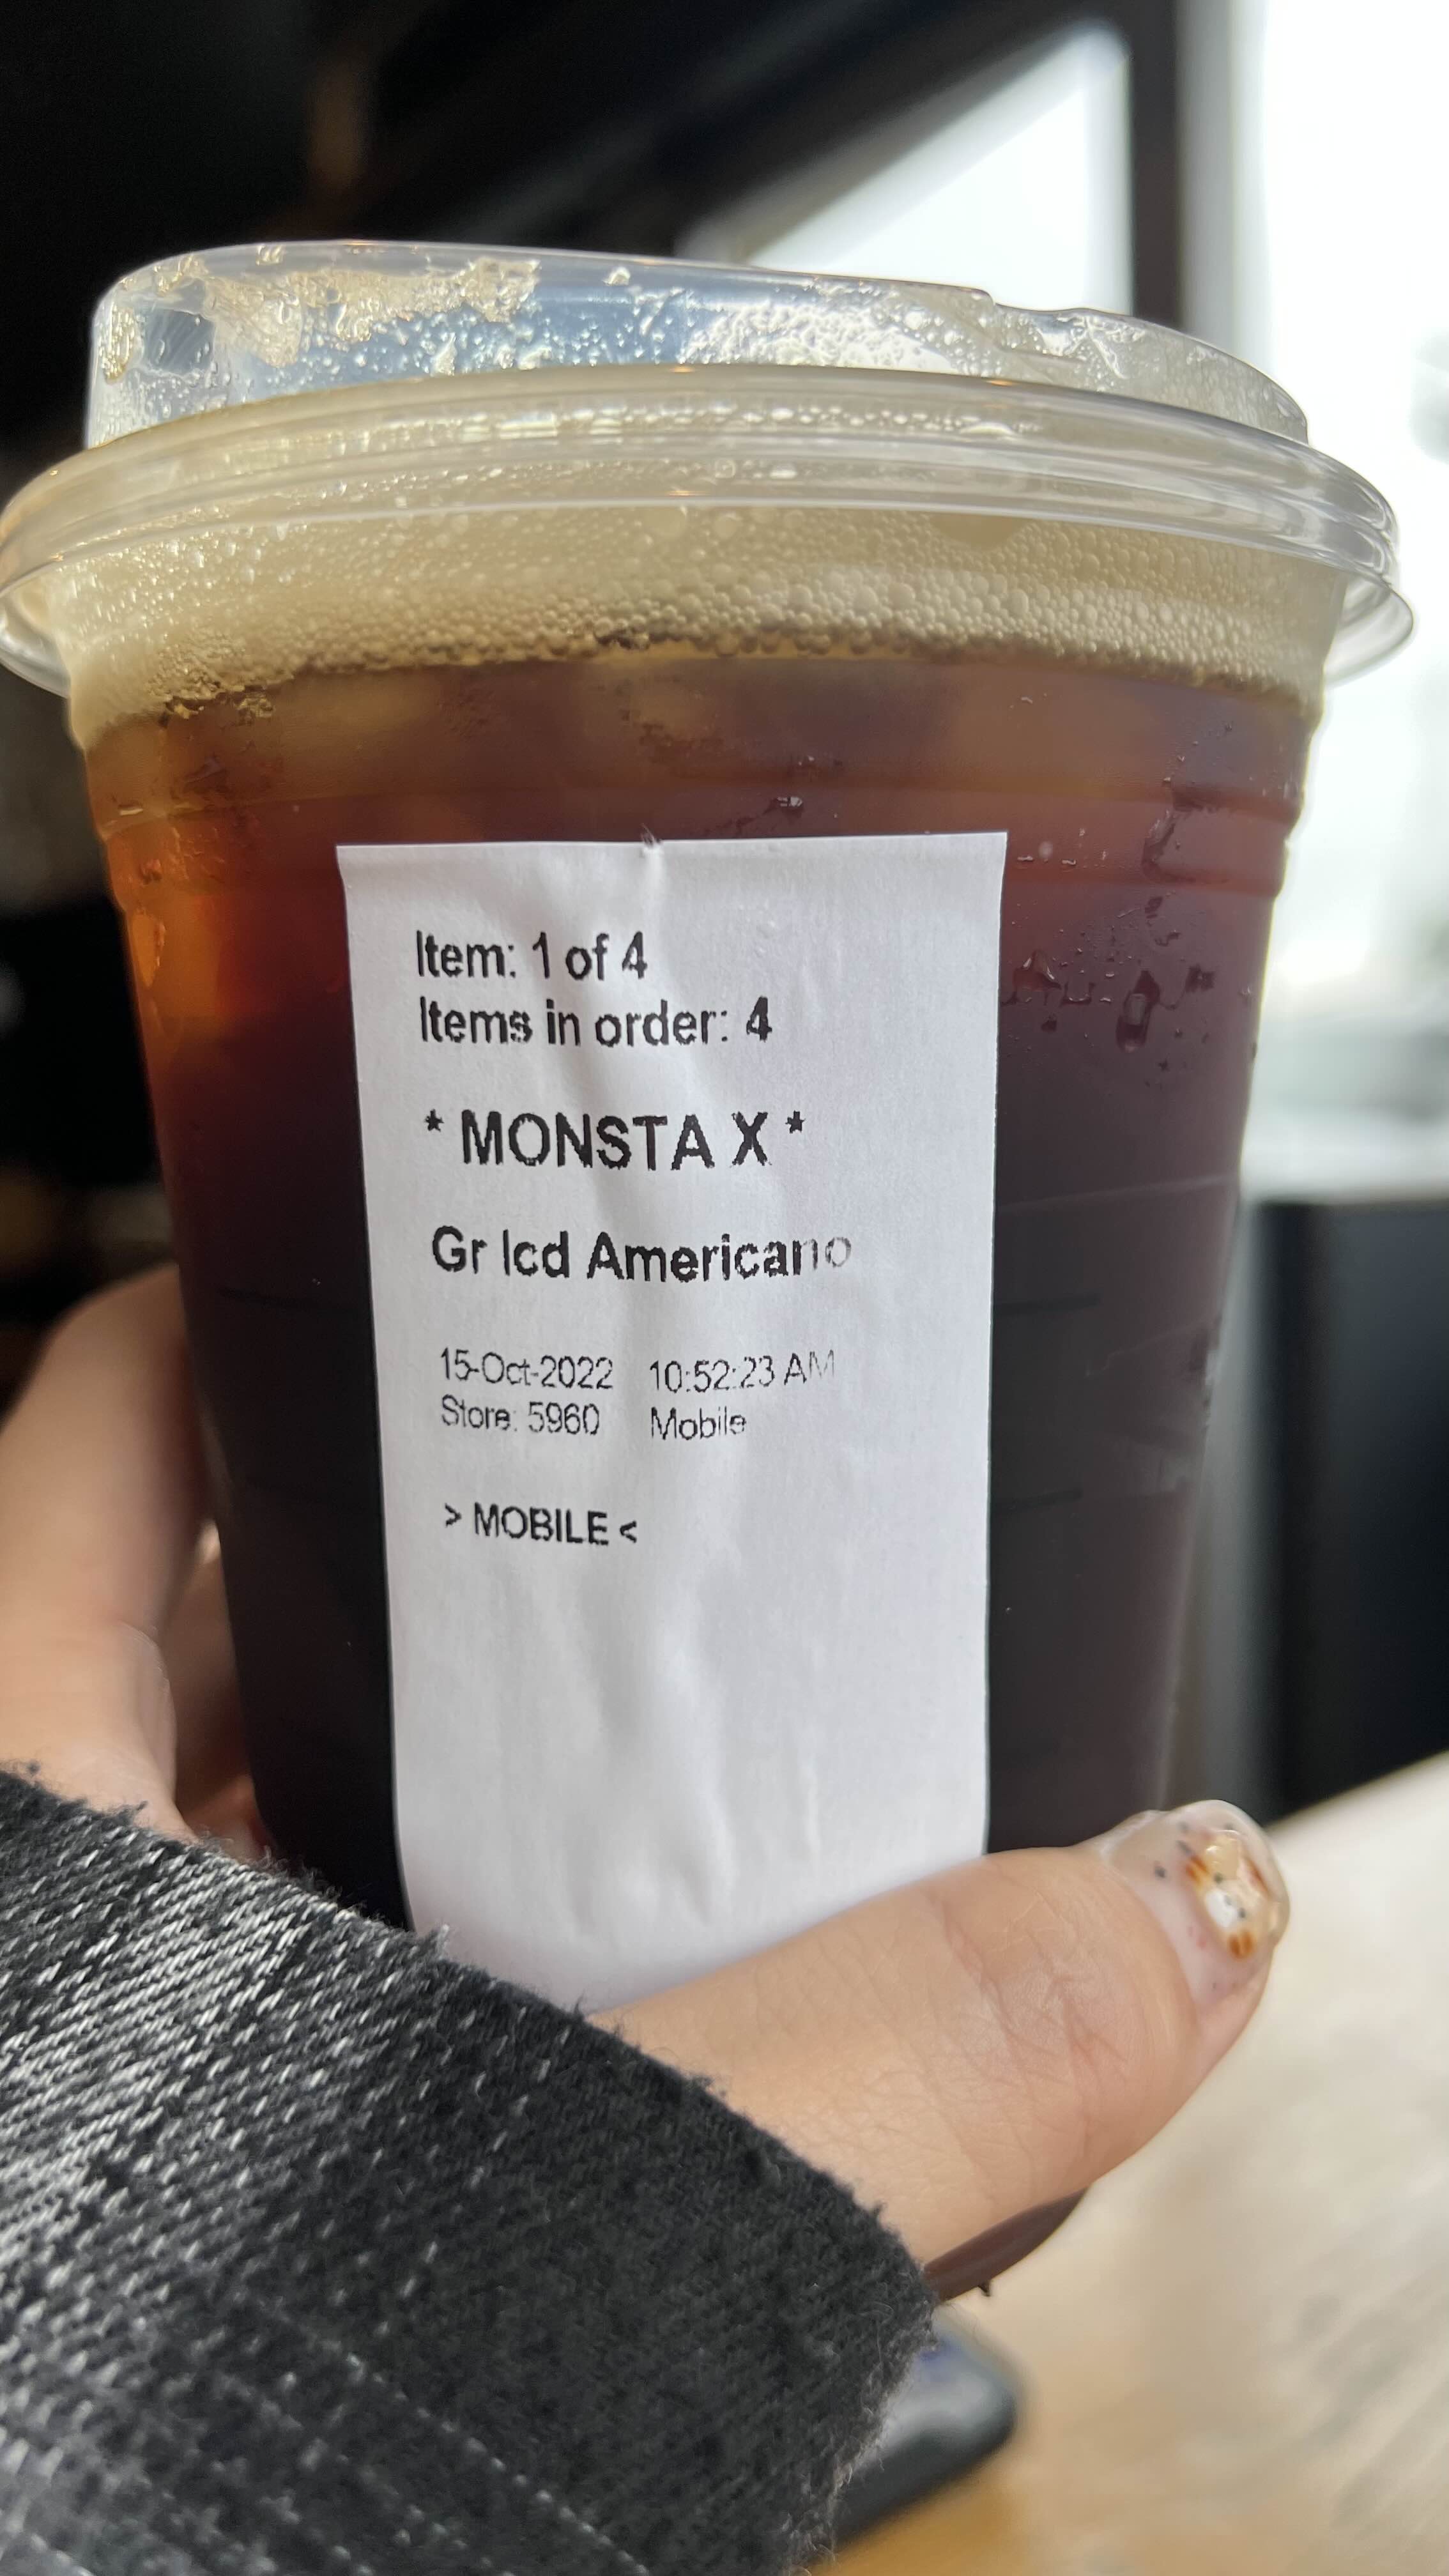 Item: 1 of 4
Items in order: 4
* MONSTA X *
Gr Icd Americano
15-Oct-2022 10:52:23 AM
Store: 5960 Mobile
> MOBILE <